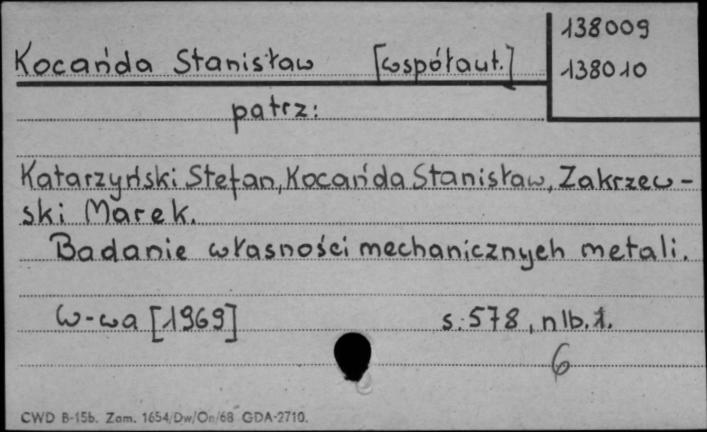 138009
Kocańda Stanisław [współaut.] 138010
patrz:
Katarzyński Stefan, Kocańda Stanisław, Zakrzew-
ski Marek.
Badanie własności mechanicznych metali.
W-wa [1969] s. 578, nlb. 1.
6
CWD B-15b. Zam. 1654/Dw/On/68 GDA-2710.